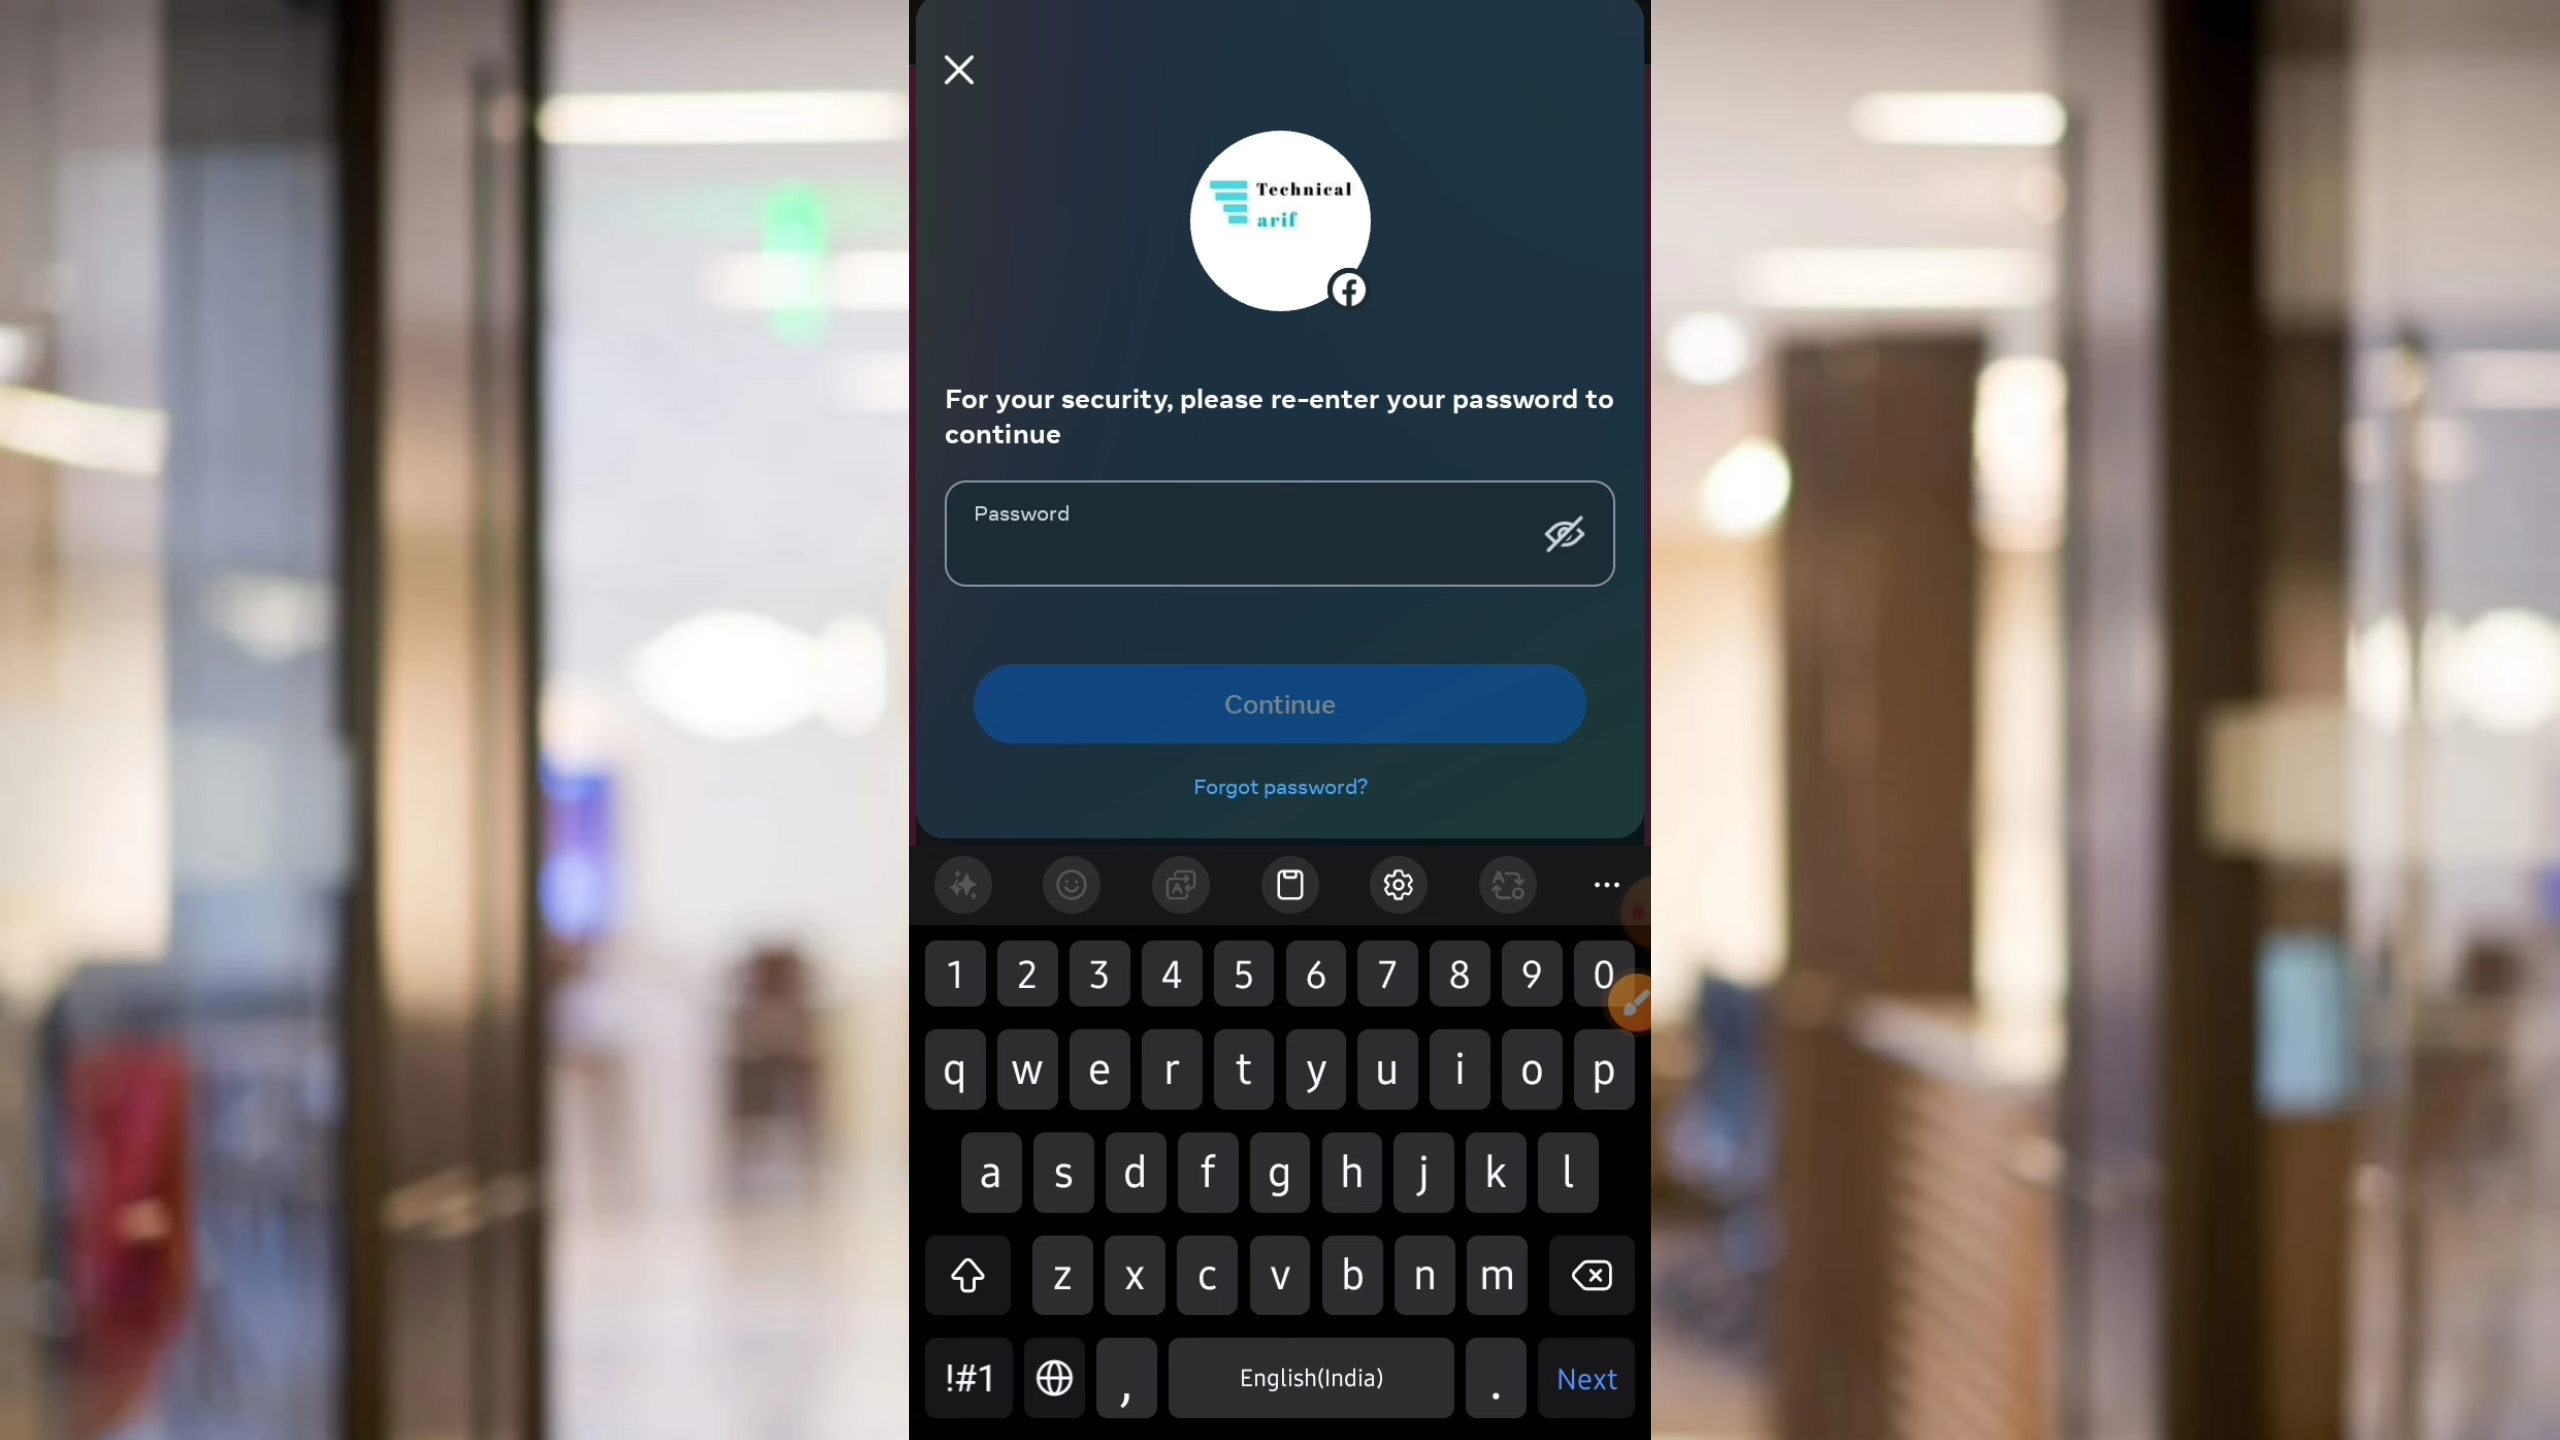 Technical
arif
For your security, please re-enter your password to
continue
Password
Continue
Forgot password?
1 2 3 4 5 6 7 8 9 0
q w e r t y u i o p
a s d f g h j k l
z x c v b n m
!#1 , English(India) . Next